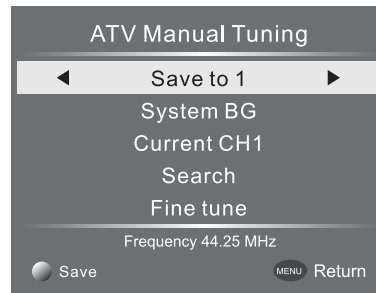 ATV Manual Tuning
Save to 1
System BG
Current CH1
Search
Fine tune
Frequency 44.25 MHz
Save MENU Return